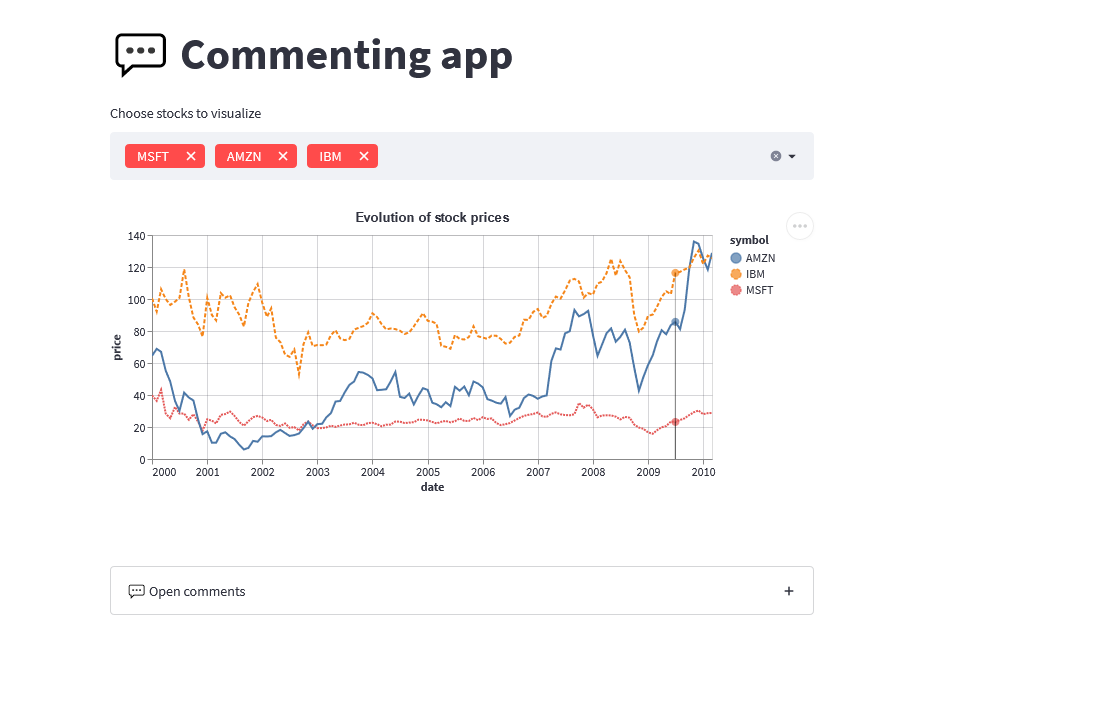 Commenting app
Choose stocks to visualize
MSFT AMZN IBM
Evolution of stock prices
140
120
100
80
60
40
20
0
price
2000 2001 2002 2003 2004 2005 2006 2007 2008 2009 2010
date
symbol
AMZN
IBM
MSFT
Open comments